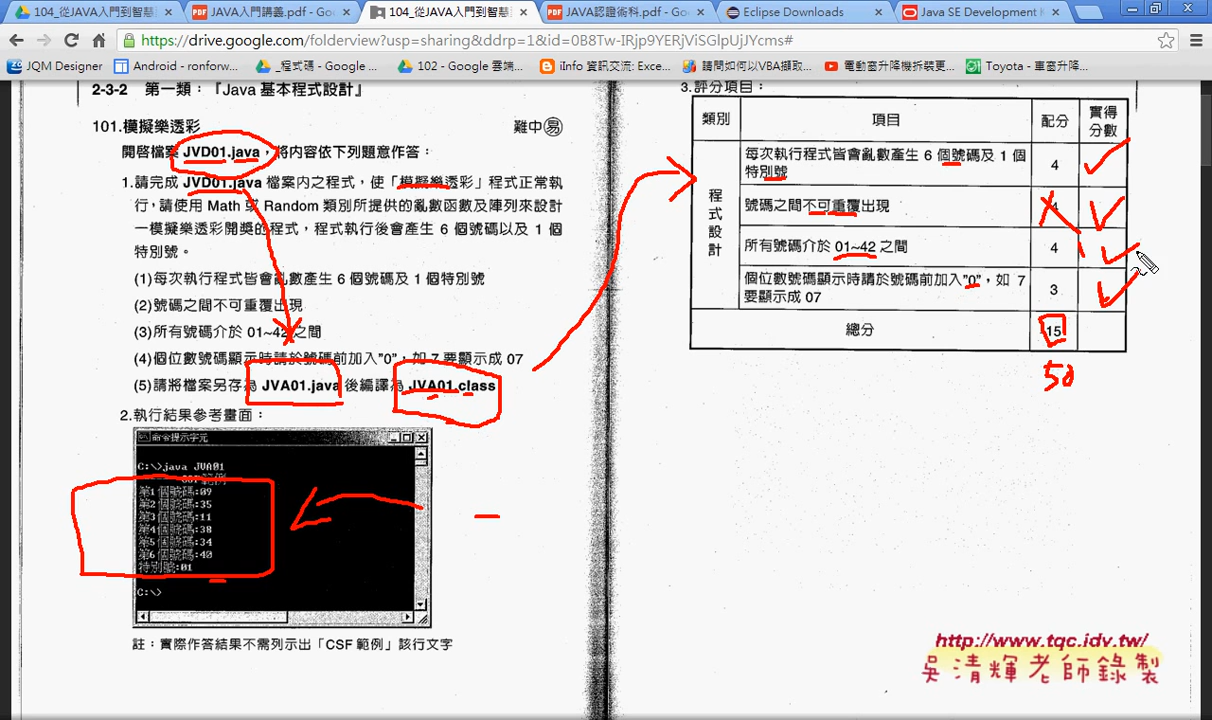 104_從JAVA入門到智慧
JAVA入門講義.pdf - Goo
104_從JAVA入門到智慧
JAVA認證術科.pdf - Goo
Eclipse Downloads
Java SE Development K
https://drive.google.com/folderview?usp=sharing&ddrp=1&id=0B8Tw-IRjp9YERjViSGlpUjJYcms#
JQM Designer
Android - ronforw...
_程式碼 - Google ...
102 - Google 雲端...
iInfo 資訊交流: Exce...
請問如何以VBA擷取...
電動窗升降機拆裝更...
Toyota - 車窗升降...
2-3-2 第一類：『Java 基本程式設計』
101.模擬樂透彩
難中易
開啓檔案 JVD01.java，將內容依下列題意作答：
1.請完成 JVD01.java 檔案內之程式，使「模擬樂透彩」程式正常執
行，請使用 Math 或 Random 類別所提供的亂數函數及陣列來設計
一模擬樂透彩開獎的程式，程式執行後會產生 6 個號碼以及 1 個
特別號。
(1)每次執行程式皆會亂數產生 6 個號碼及 1 個特別號
(2)號碼之間不可重覆出現
(3)所有號碼介於 01~42 之間
(4)個位數號碼顯示時請於號碼前加入"0"，如 7 要顯示成 07
(5)請將檔案另存為 JVA01.java 後編譯為 JVA01.class
2.執行結果參考畫面：
命令提示字元
C:\>java JVA01
CSF範例
第1 個號碼:09
第2 個號碼:35
第3 個號碼:11
第4 個號碼:38
第5 個號碼:34
第6 個號碼:40
特別號:01
C:\>
註：實際作答結果不需列示出「CSF 範例」該行文字
3.評分項目：
類別 項目 配分 實得分數
程式設計
每次執行程式皆會亂數產生 6 個號碼及 1 個
特別號
4
號碼之間不可重覆出現
4
所有號碼介於 01~42 之間
4
個位數號碼顯示時請於號碼前加入"0"，如 7
要顯示成 07
3
總分 15
50
http://www.tqc.idv.tw/
吳清輝老師錄製